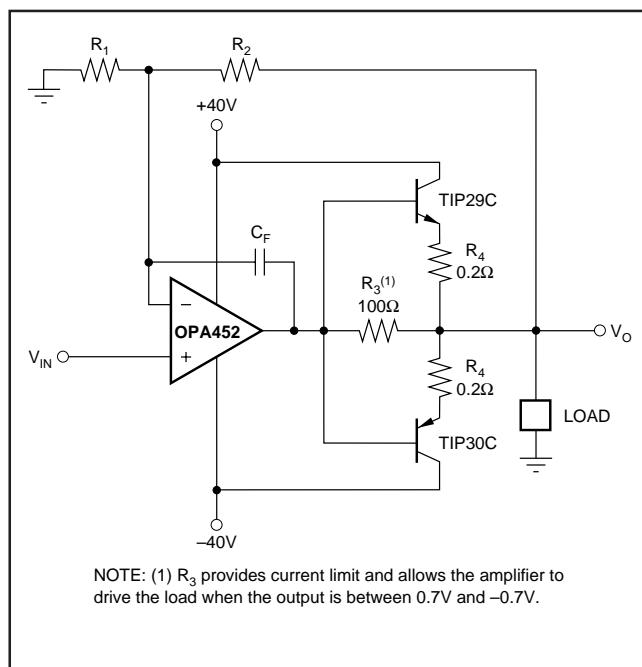 R1
R2
+40V
TIP29C
CF
R4
0.2Ω
R3(1)
100Ω
–
OPA452
+
VIN
VO
R4
0.2Ω
LOAD
TIP30C
–40V
NOTE: (1) R3 provides current limit and allows the amplifier to
drive the load when the output is between 0.7V and –0.7V.